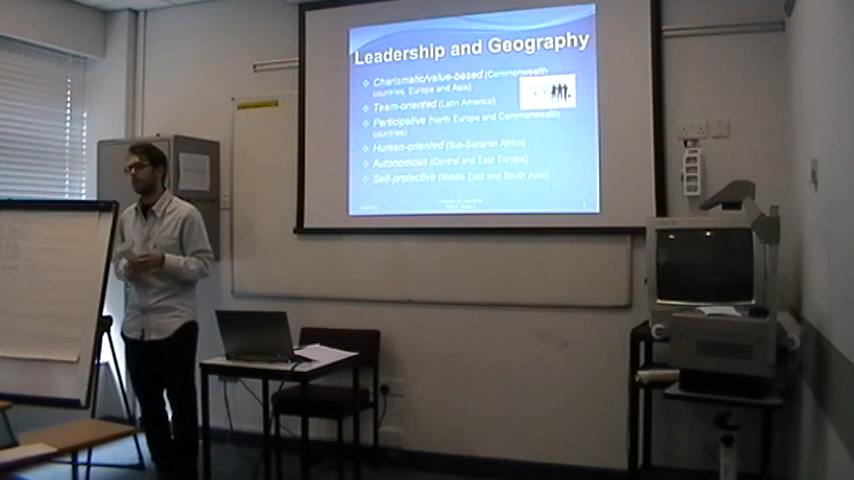 Leadership and Geography
Charismatic/value-based (Commonwealth
countries, Europe and Asia)
Team-oriented (Latin America)
Participative (North Europe and Commonwealth
countries)
Human-oriented (Sub-Saharan Africa)
Autonomous (Central and East Europe)
Self-protective (Middle East and South Asia)